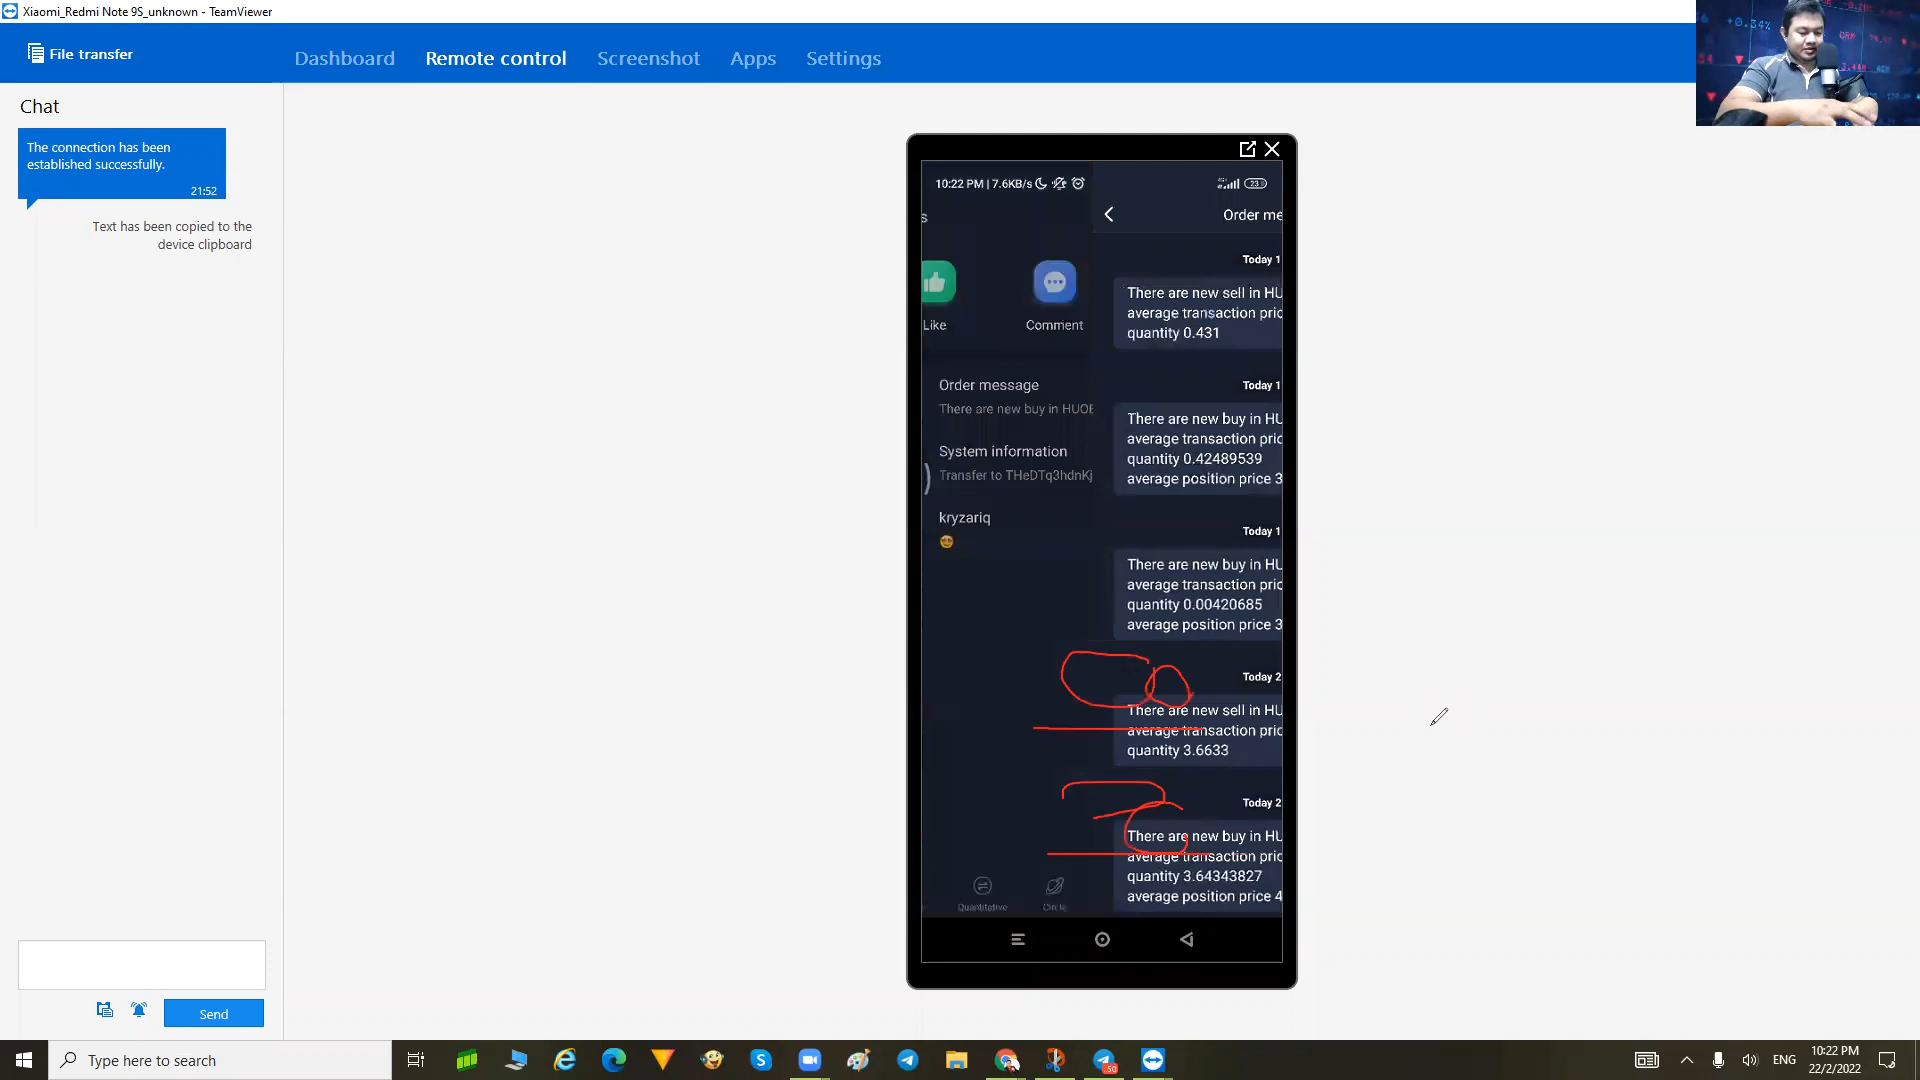 Xiaomi_Redmi Note 9S_unknown - TeamViewer
File transfer
Dashboard
Remote control
Screenshot
Apps
Settings
+0.34%
Chat
The connection has been
established successfully.
21:52
Text has been copied to the
device clipboard
10:22 PM | 7.6KB/s
23
s
Like
Comment
Order message
There are new buy in HUOB
System information
Transfer to THeDTq3hdnKj
kryzariq
Quantitative
Circle
Order me
Today 1
There are new sell in HU
average transaction pric
quantity 0.431
Today 1
There are new buy in HU
average transaction pric
quantity 0.42489539
average position price 3
Today 1
There are new buy in HU
average transaction pric
quantity 0.00420685
average position price 3
Today 2
There are new sell in HU
average transaction pric
quantity 3.6633
Today 2
There are new buy in HU
average transaction pric
quantity 3.64343827
average position price 4
Send
Type here to search
50
ENG
10:22 PM
22/2/2022